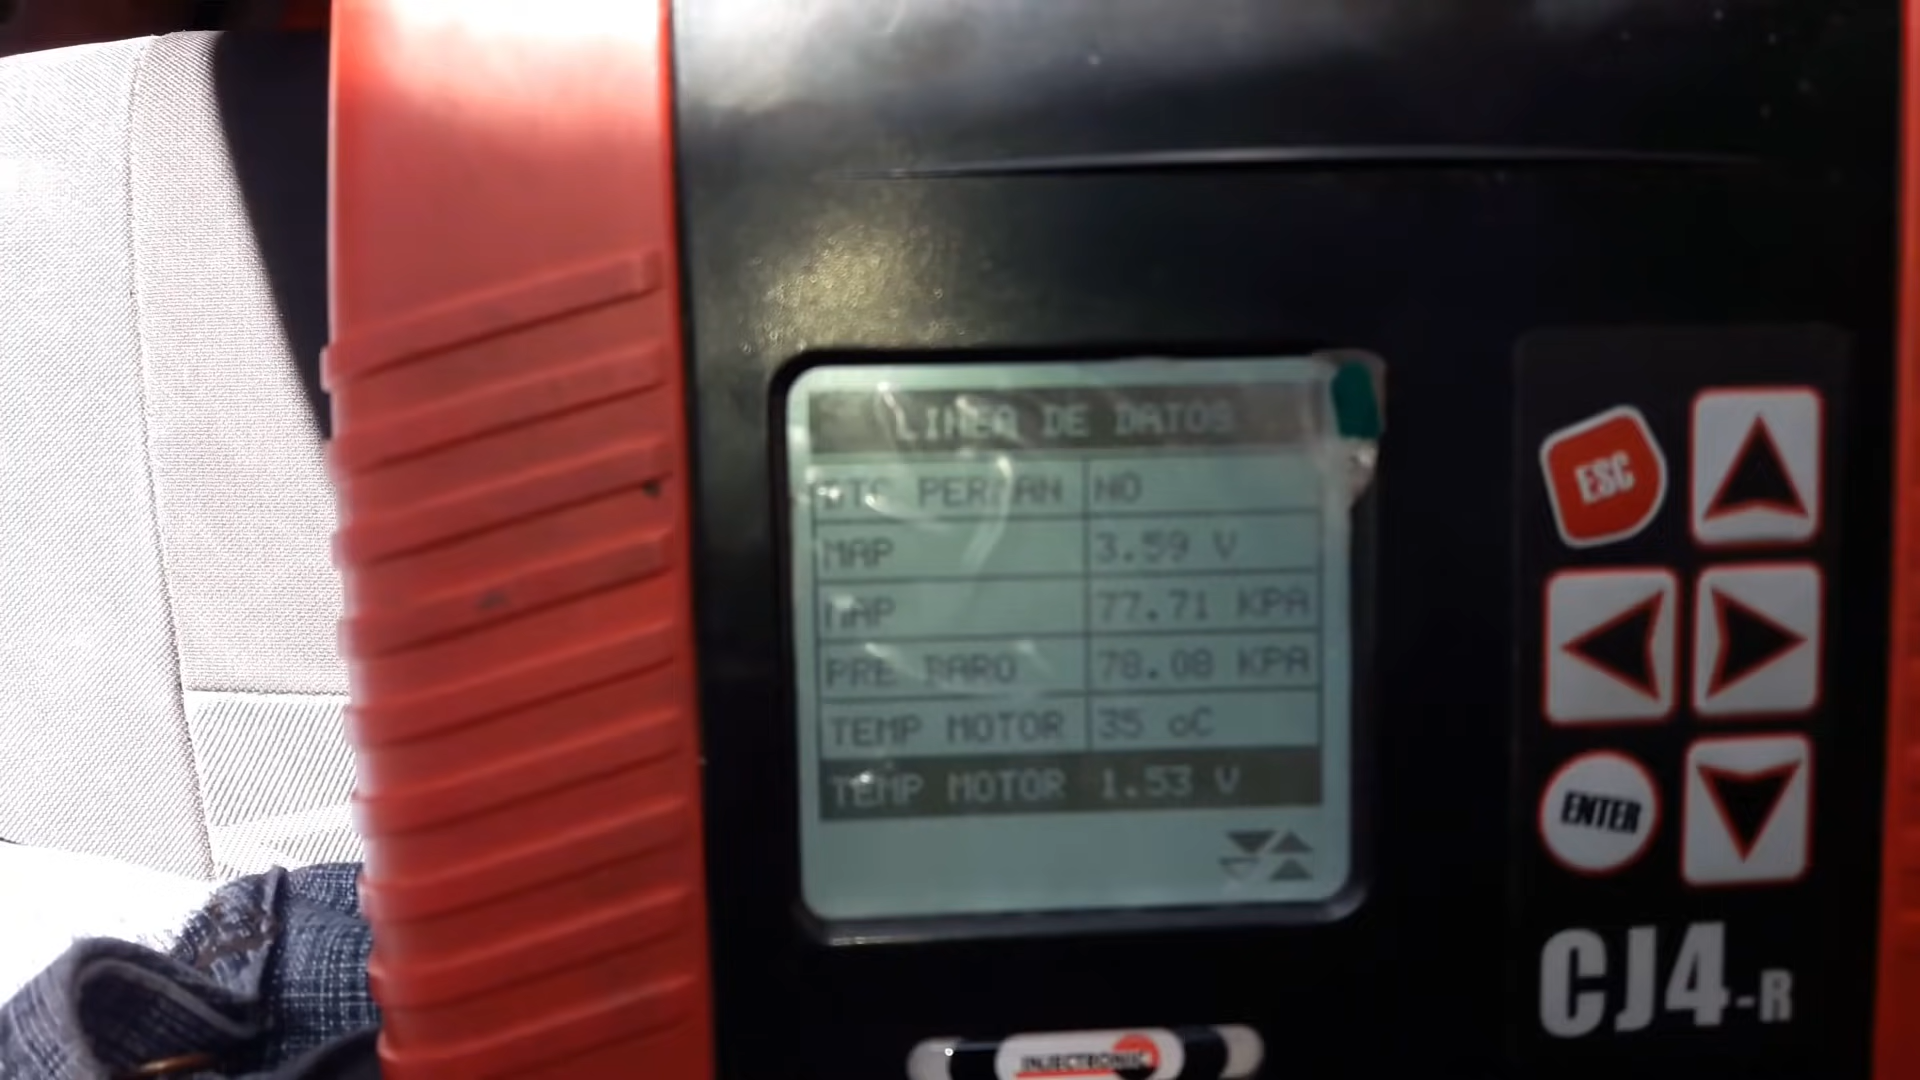 LINEA DE DATOS
DTC PERMAN NO
MAP 3.59 V
MAP 77.71 KPA
PRE BARO 78.08 KPA
TEMP MOTOR 35 oC
TEMP MOTOR 1.53 V
ESC
ENTER
CJ4-R
INJECTRONIC